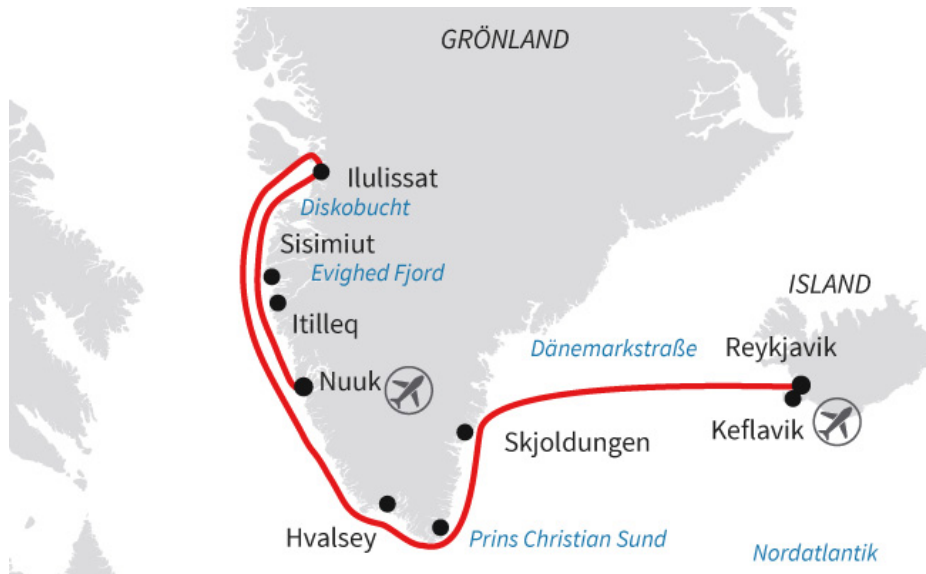 GRÖNLAND
Ilulissat
Diskobucht
Sisimiut
Evighed Fjord
ISLAND
Itilleq
Dänemarkstraße
Reykjavik
Nuuk
Keflavik
Skjoldungen
Hvalsey
Prins Christian Sund
Nordatlantik